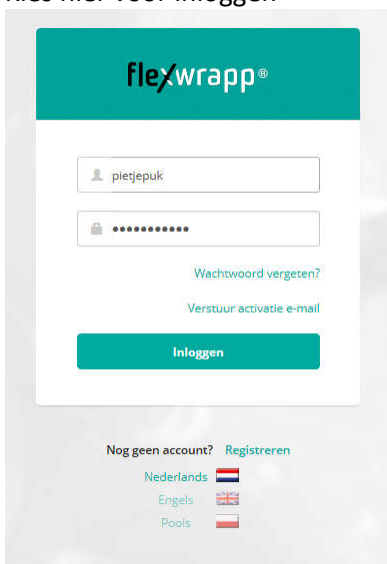 flexwrapp®
pietjepuk
•••••••••••
Wachtwoord vergeten?
Verstuur activatie e-mail
Inloggen
Nog geen account? Registreren
Nederlands
Engels
Pools